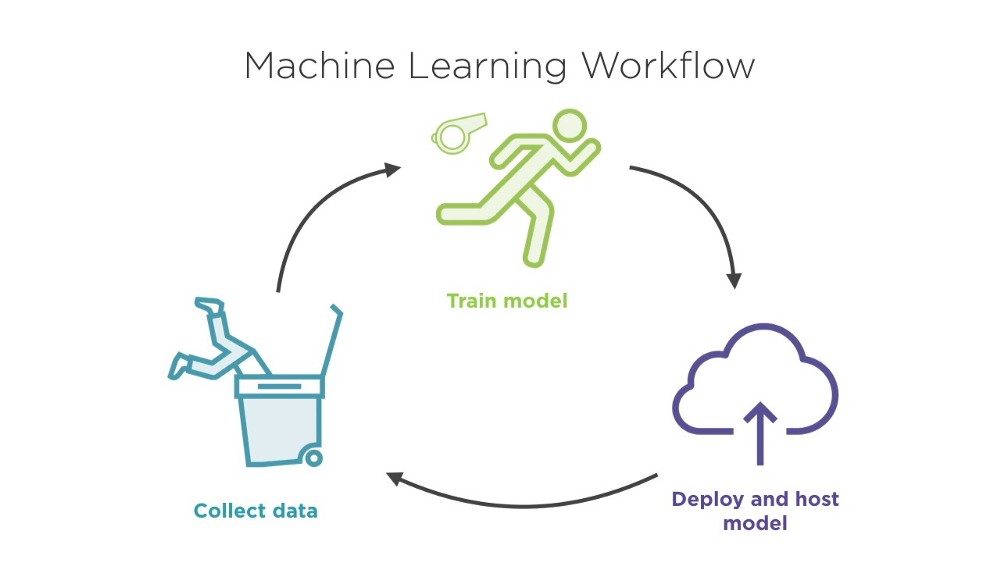 Machine Learning Workflow
Train model
Collect data
Deploy and host
model